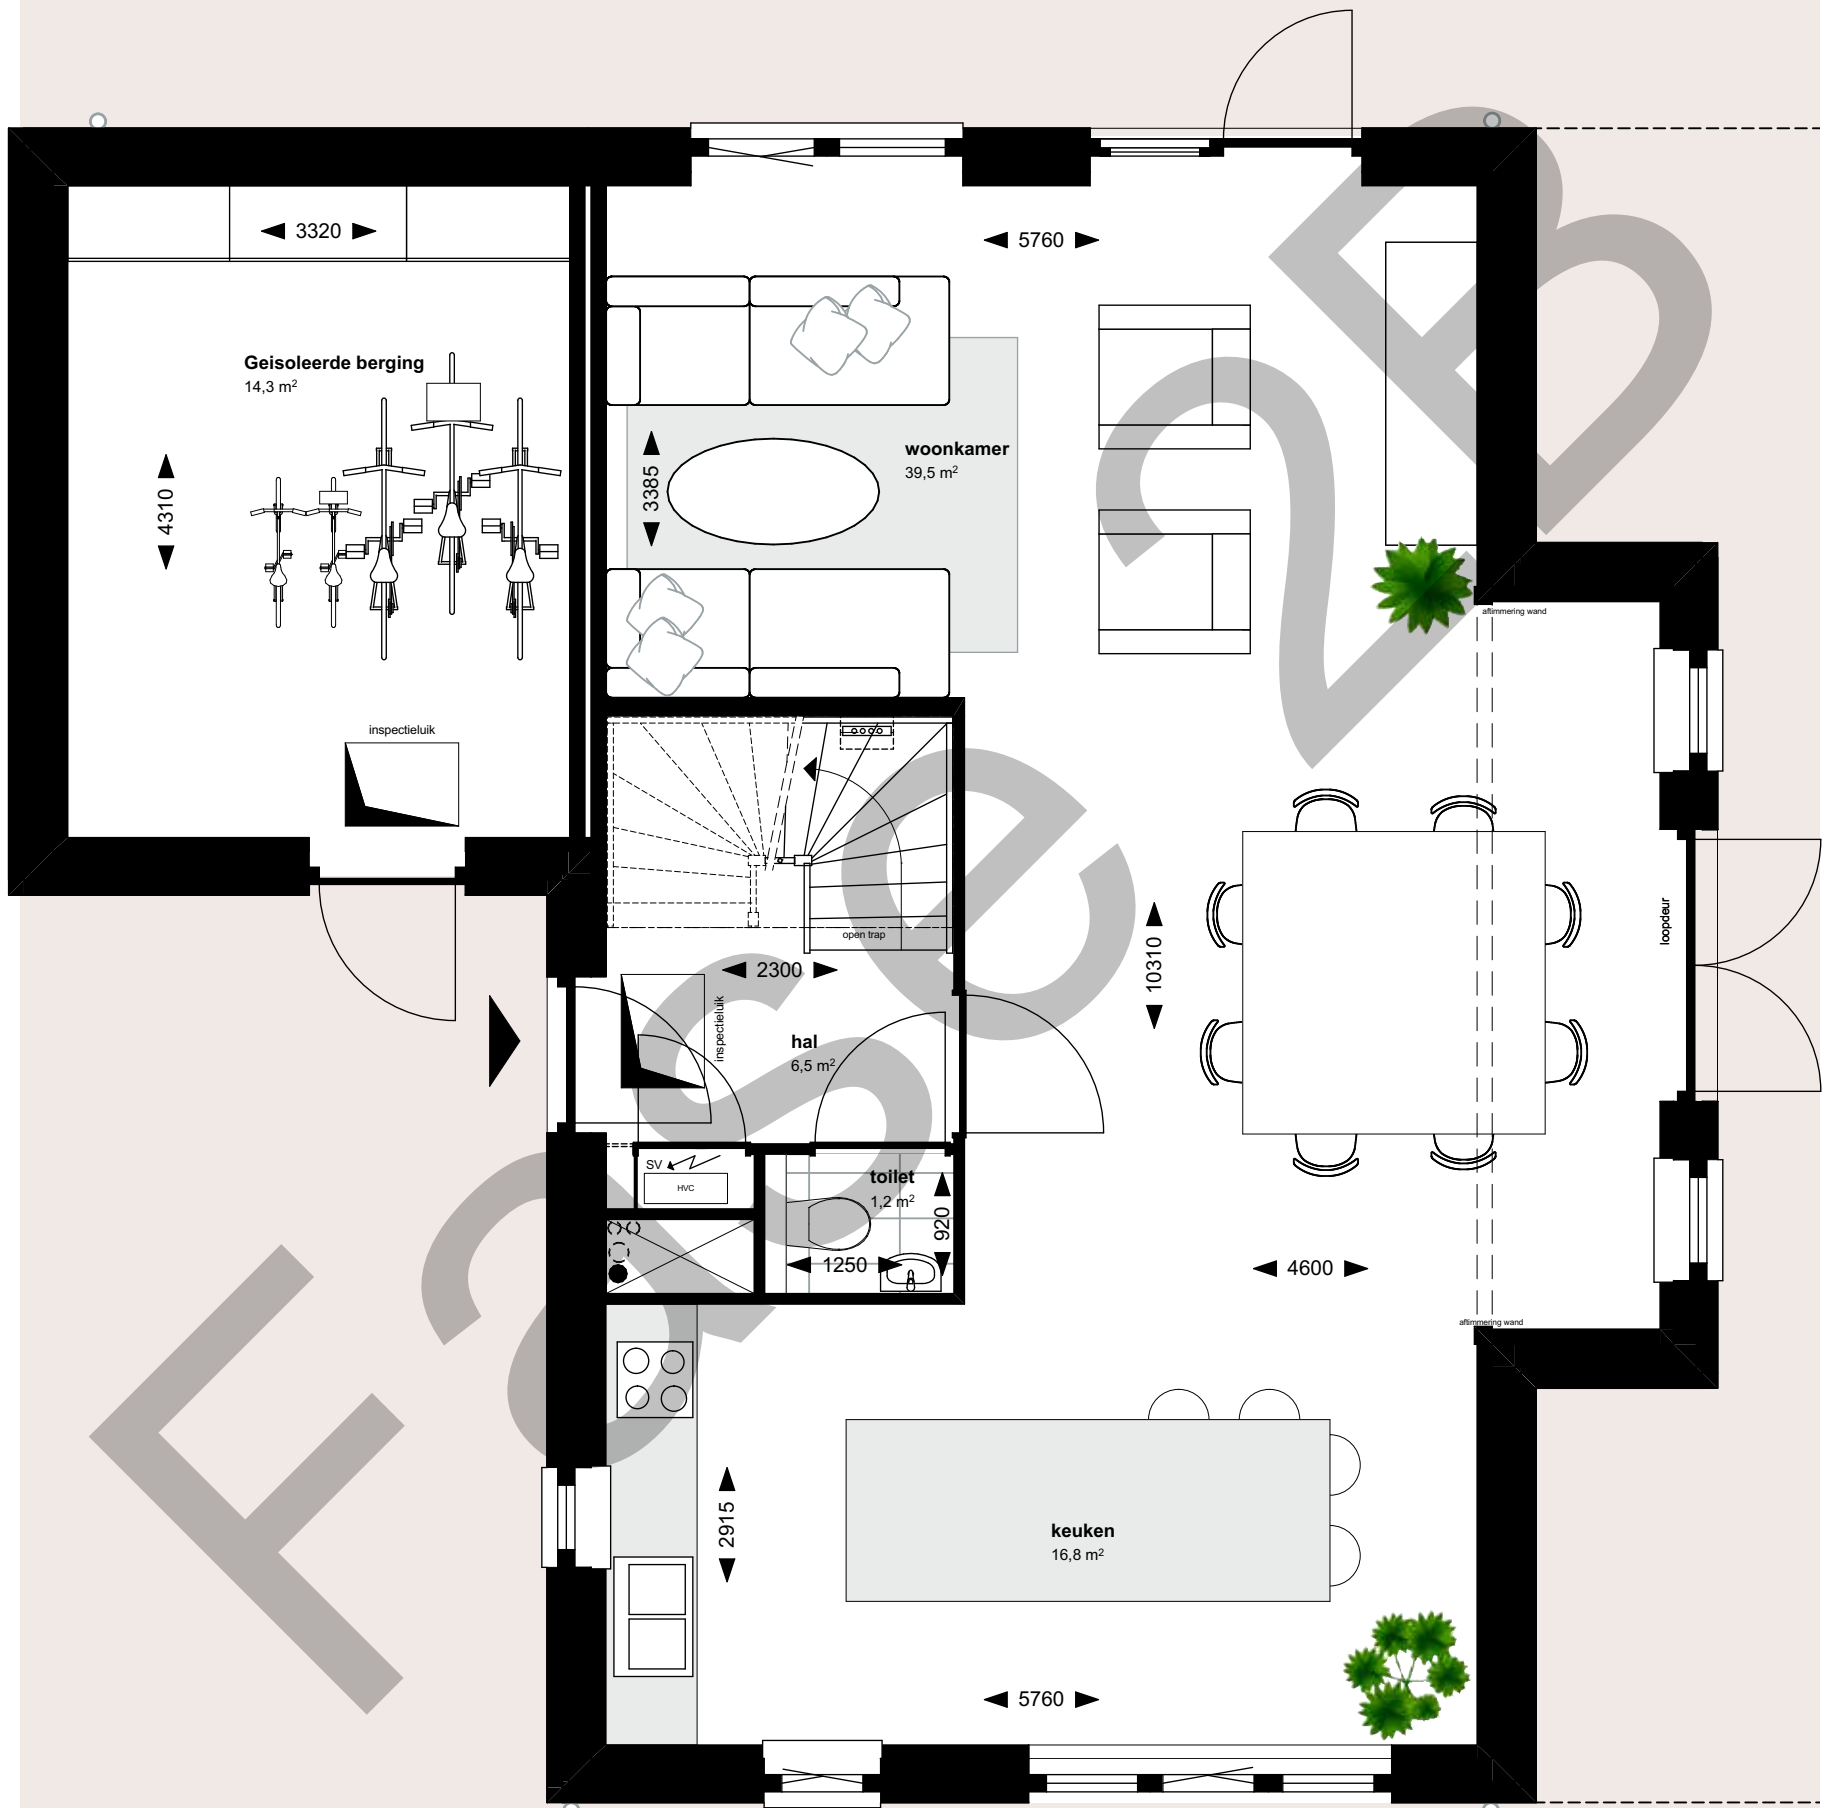 3320
5760
Geisoleerde berging
14,3 m²
woonkamer
39,5 m²
3385
4310
aftimmering wand
inspectieluik
open trap
2300
10310
loopdeur
inspectieluik
hal
6,5 m²
SV
HVC
toilet
1,2 m²
920
1250
4600
aftimmering wand
2915
keuken
16,8 m²
5760
Fase 2B